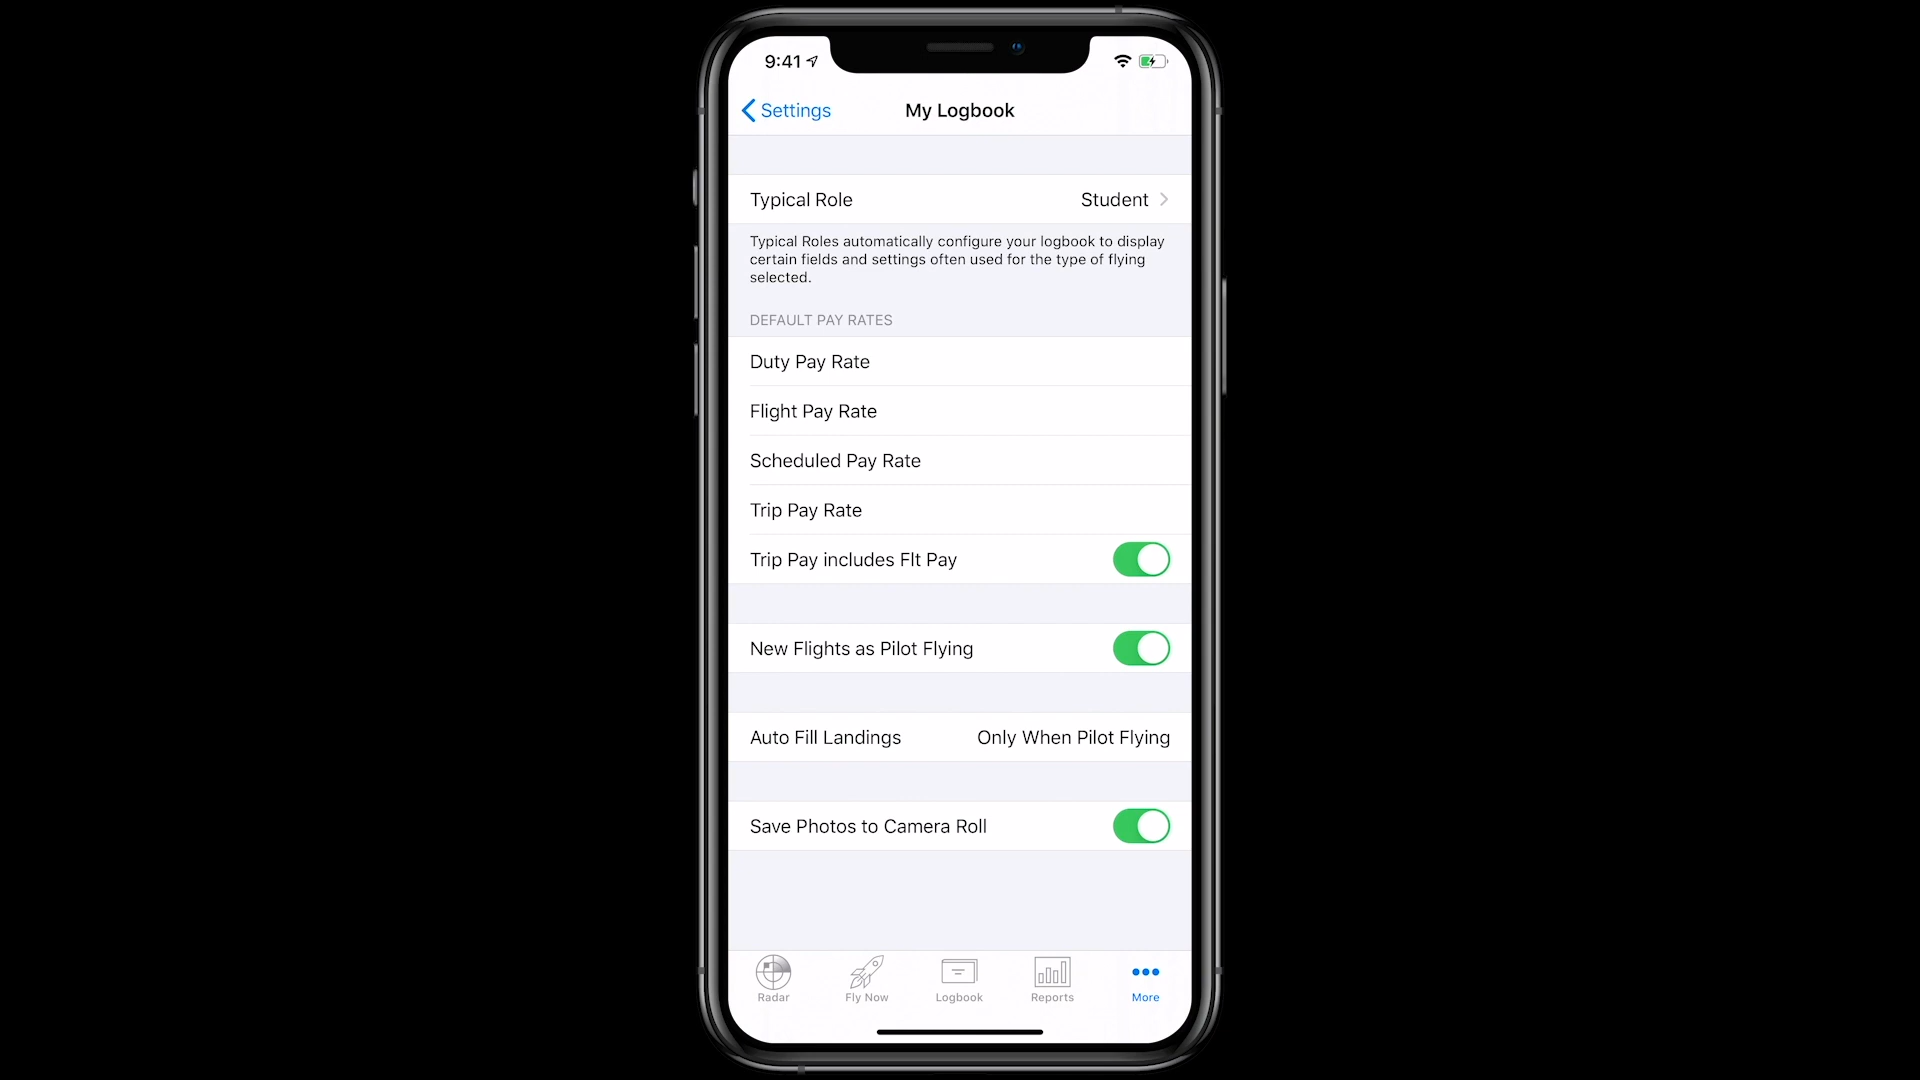 9:41
Settings
My Logbook
Typical Role
Student
Typical Roles automatically configure your logbook to display
certain fields and settings often used for the type of flying
selected.
DEFAULT PAY RATES
Duty Pay Rate
Flight Pay Rate
Scheduled Pay Rate
Trip Pay Rate
Trip Pay includes Flt Pay
New Flights as Pilot Flying
Auto Fill Landings
Only When Pilot Flying
Save Photos to Camera Roll
Radar
Fly Now
Logbook
Reports
More